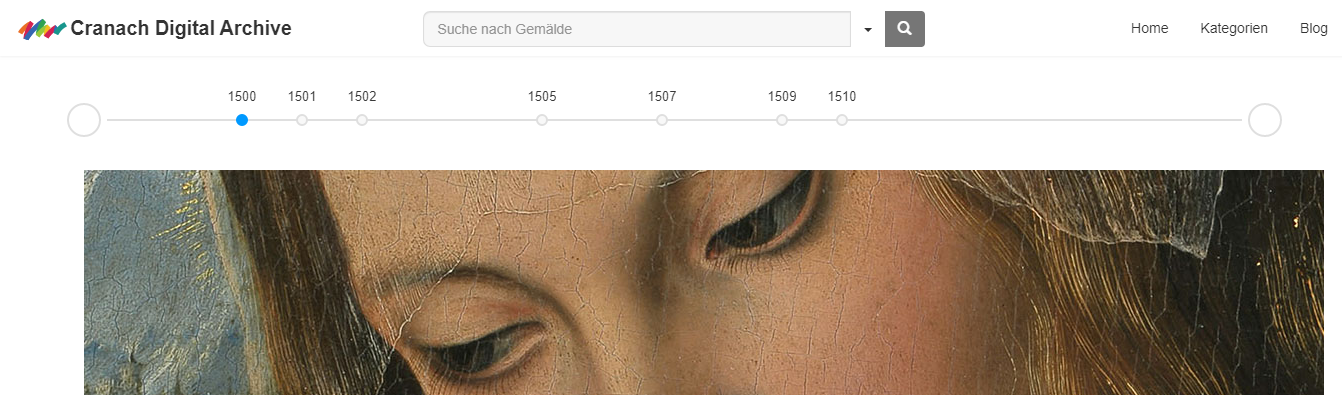 Cranach Digital Archive
Suche nach Gemälde
Home Kategorien Blog
1500 1501 1502 1505 1507 1509 1510